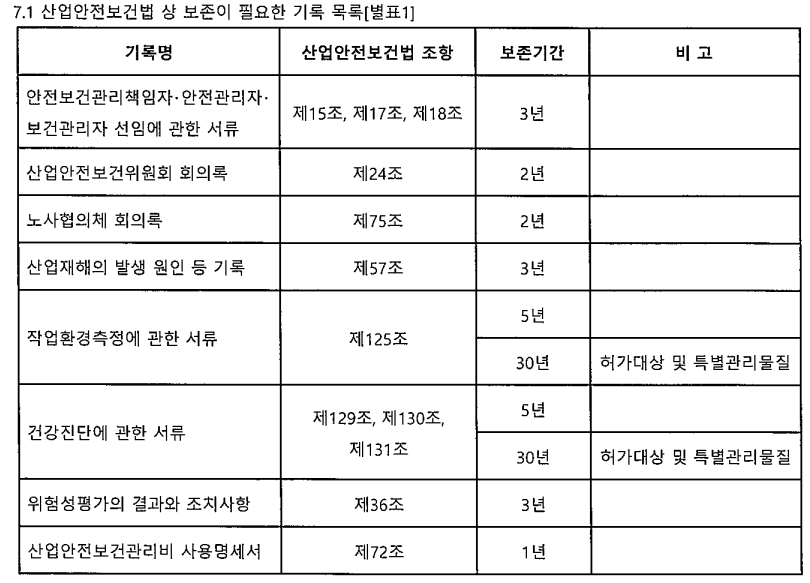 7.1 산업안전보건법 상 보존이 필요한 기록 목록[별표1]
기록명 산업안전보건법 조항 보존기간 비 고
안전보건관리책임자·안전관리자·
보건관리자 선임에 관한 서류 제15조, 제17조, 제18조 3년
산업안전보건위원회 회의록 제24조 2년
노사협의체 회의록 제75조 2년
산업재해의 발생 원인 등 기록 제57조 3년
작업환경측정에 관한 서류 제125조 5년
30년 허가대상 및 특별관리물질
건강진단에 관한 서류 제129조, 제130조,
제131조 5년
30년 허가대상 및 특별관리물질
위험성평가의 결과와 조치사항 제36조 3년
산업안전보건관리비 사용명세서 제72조 1년